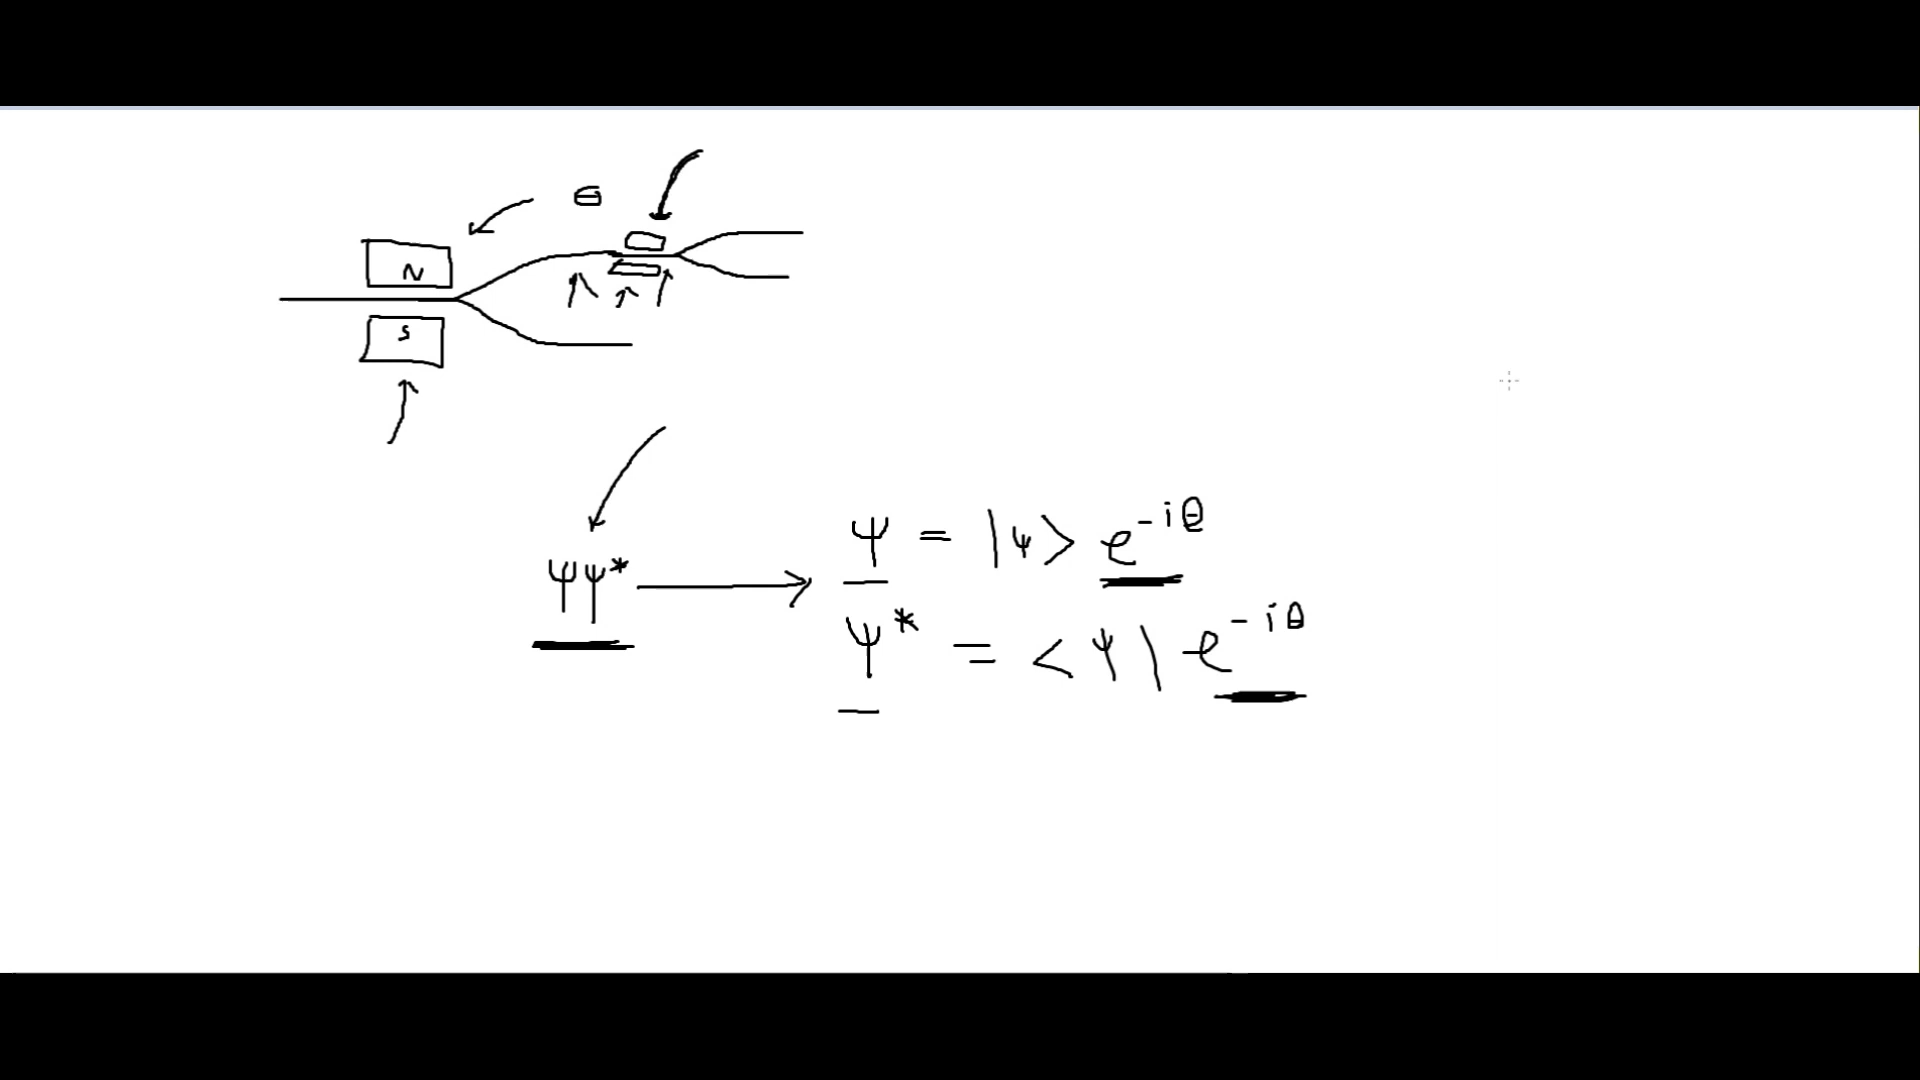 θ
N
S
ψψ* → ψ = |ψ> e^{-iθ}
ψ* = <ψ| e^{-iθ}